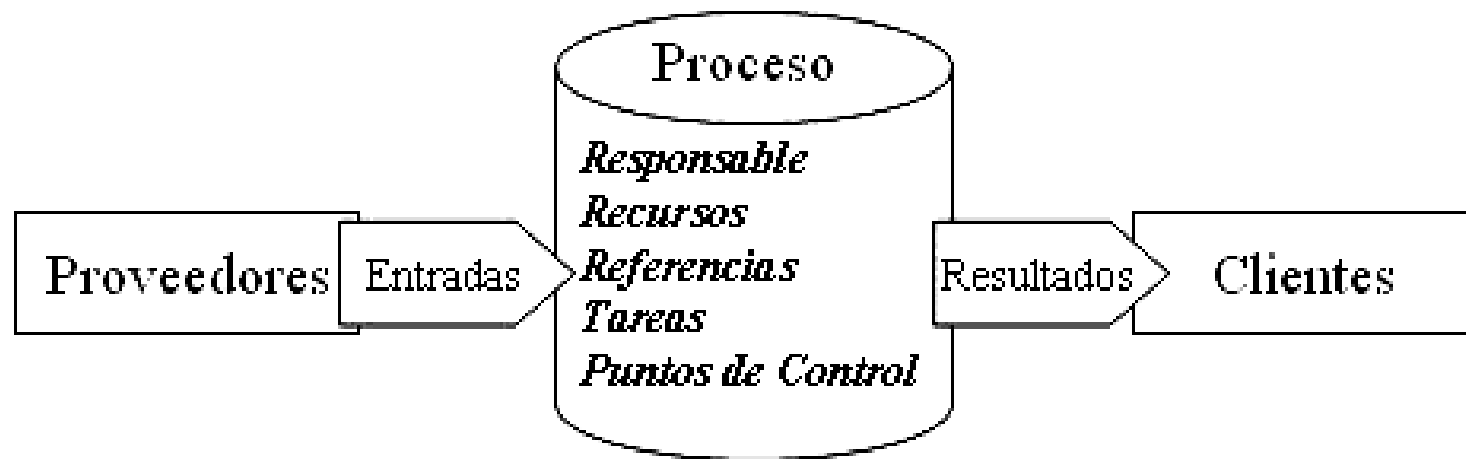 Proceso
Responsable
Recursos
Referencias
Tareas
Puntos de Control
Proveedores
Entradas
Resultados
Clientes